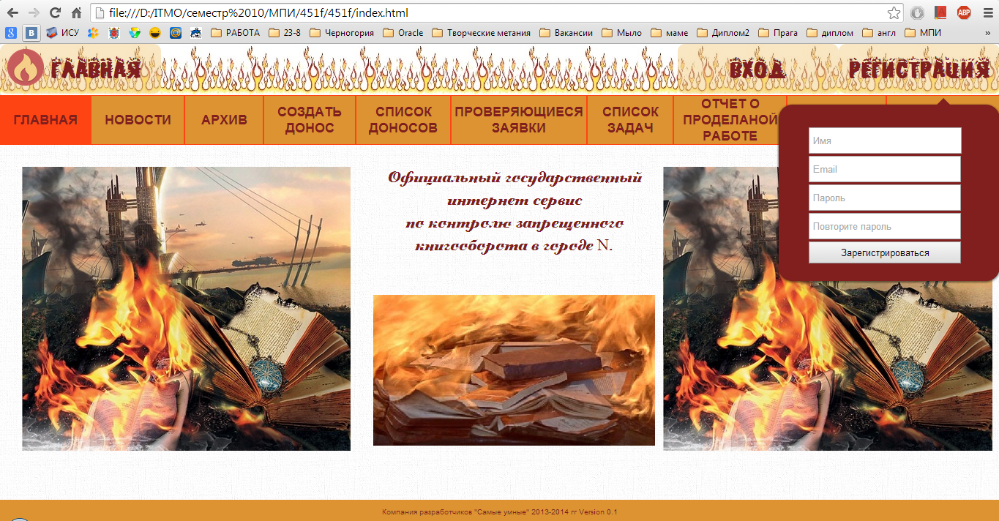 file:///D:/ITMO/семестр%2010/МПИ/451f/451f/index.html
ABP
g B ИСУ РАБОТА 23-8 Черногория Oracle Творческие метания Вакансии Мыло маме Диплом2 Прага диплом англ МПИ »
ГЛАВНАЯ ВХОД РЕГИСТРАЦИЯ
ГЛАВНАЯ
НОВОСТИ
АРХИВ
СОЗДАТЬ
ДОНОС
СПИСОК
ДОНОСОВ
ПРОВЕРЯЮЩИЕСЯ
ЗАЯВКИ
СПИСОК
ЗАДАЧ
ОТЧЕТ О
ПРОДЕЛАНОЙ
РАБОТЕ
Имя
Email
Пароль
Повторите пароль
Зарегистрироваться
Официальный государственный
интернет сервис
по контролю запрещенного
книгооборота в городе N.
Компания разработчиков "Самые умные" 2013-2014 гг Version 0.1